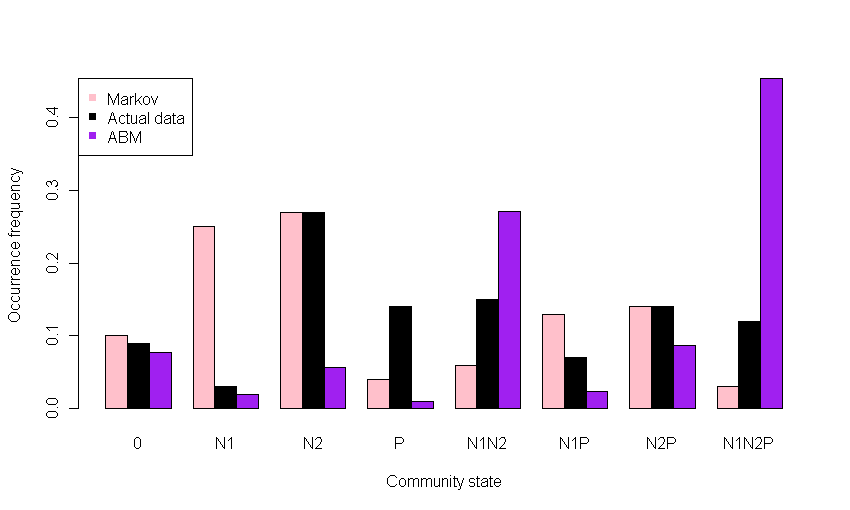 Markov
Actual data
ABM
Occurrence frequency
0.4
0.3
0.2
0.1
0.0
0 N1 N2 P N1N2 N1P N2P N1N2P
Community state